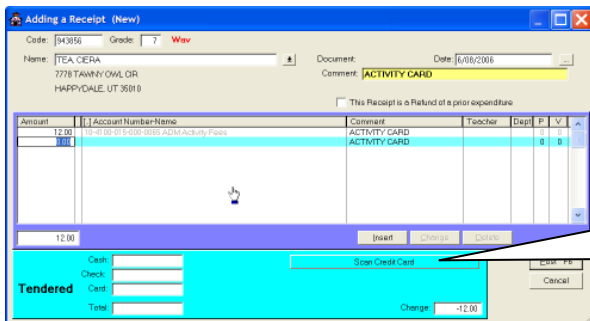 Adding a Receipt (New)
Code: 943856 Grade: 7 Wav
Name: TEA, CIERA Document: Date: 6/08/2006 ...
7778 TAWNY OWL CIR Comment: ACTIVITY CARD
HAPPYDALE, UT 35010
This Receipt is a Refund of a prior expenditure
Amount [.] Account Number-Name Comment Teacher Dept P V
12.00 10-4100-015-000-0065 ADM Activity Fees ACTIVITY CARD 0 0
0.00 ACTIVITY CARD 0 0
12.00 Insert Change Delete
Cash: Scan Credit Card
Check: Cancel
Tendered Card:
Total: Change: -12.00